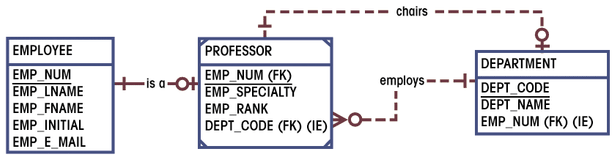 chairs
EMPLOYEE
EMP_NUM
EMP_LNAME
EMP_FNAME
EMP_INITIAL
EMP_E_MAIL
is a
PROFESSOR
EMP_NUM (FK)
EMP_SPECIALTY
EMP_RANK
DEPT_CODE (FK) (IE)
employs
DEPARTMENT
DEPT_CODE
DEPT_NAME
EMP_NUM (FK) (IE)